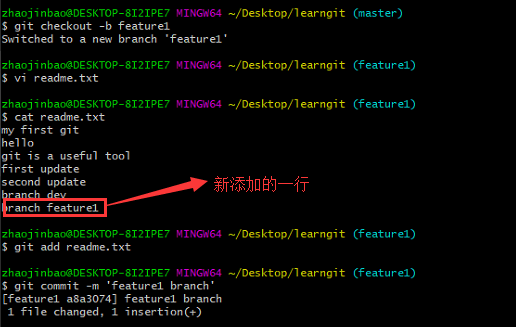 zhaojinbao@DESKTOP-8I2IPE7 MINGW64 ~/Desktop/learngit (master)
$ git checkout -b feature1
Switched to a new branch 'feature1'
zhaojinbao@DESKTOP-8I2IPE7 MINGW64 ~/Desktop/learngit (feature1)
$ vi readme.txt
zhaojinbao@DESKTOP-8I2IPE7 MINGW64 ~/Desktop/learngit (feature1)
$ cat readme.txt
my first git
hello
git is a useful tool
first update
second update
branch dev
branch feature1
新添加的一行
zhaojinbao@DESKTOP-8I2IPE7 MINGW64 ~/Desktop/learngit (feature1)
$ git add readme.txt
zhaojinbao@DESKTOP-8I2IPE7 MINGW64 ~/Desktop/learngit (feature1)
$ git commit -m 'feature1 branch'
[feature1 a8a3074] feature1 branch
1 file changed, 1 insertion(+)